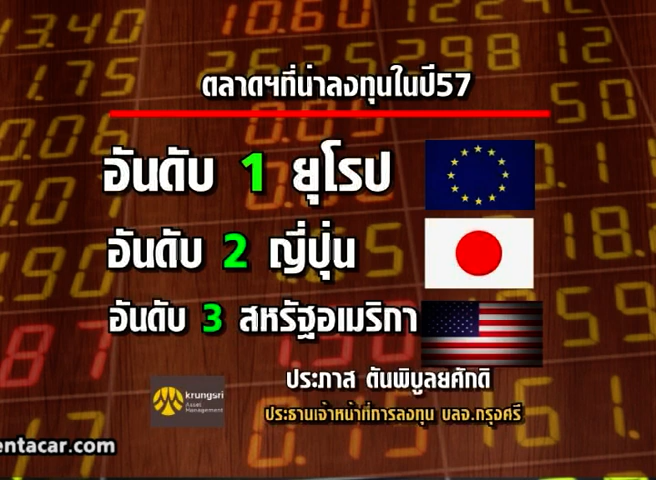 ตลาดฯที่น่าลงทุนในปี57
อันดับ 1 ยุโรป
อันดับ 2 ญี่ปุ่น
อันดับ 3 สหรัฐอเมริกา
ประภาส ตันพิบูลยศักดิ์
krungsri
Asset
Management
ประธานเจ้าหน้าที่การลงทุน บลจ.กรุงศรี
entacar.com